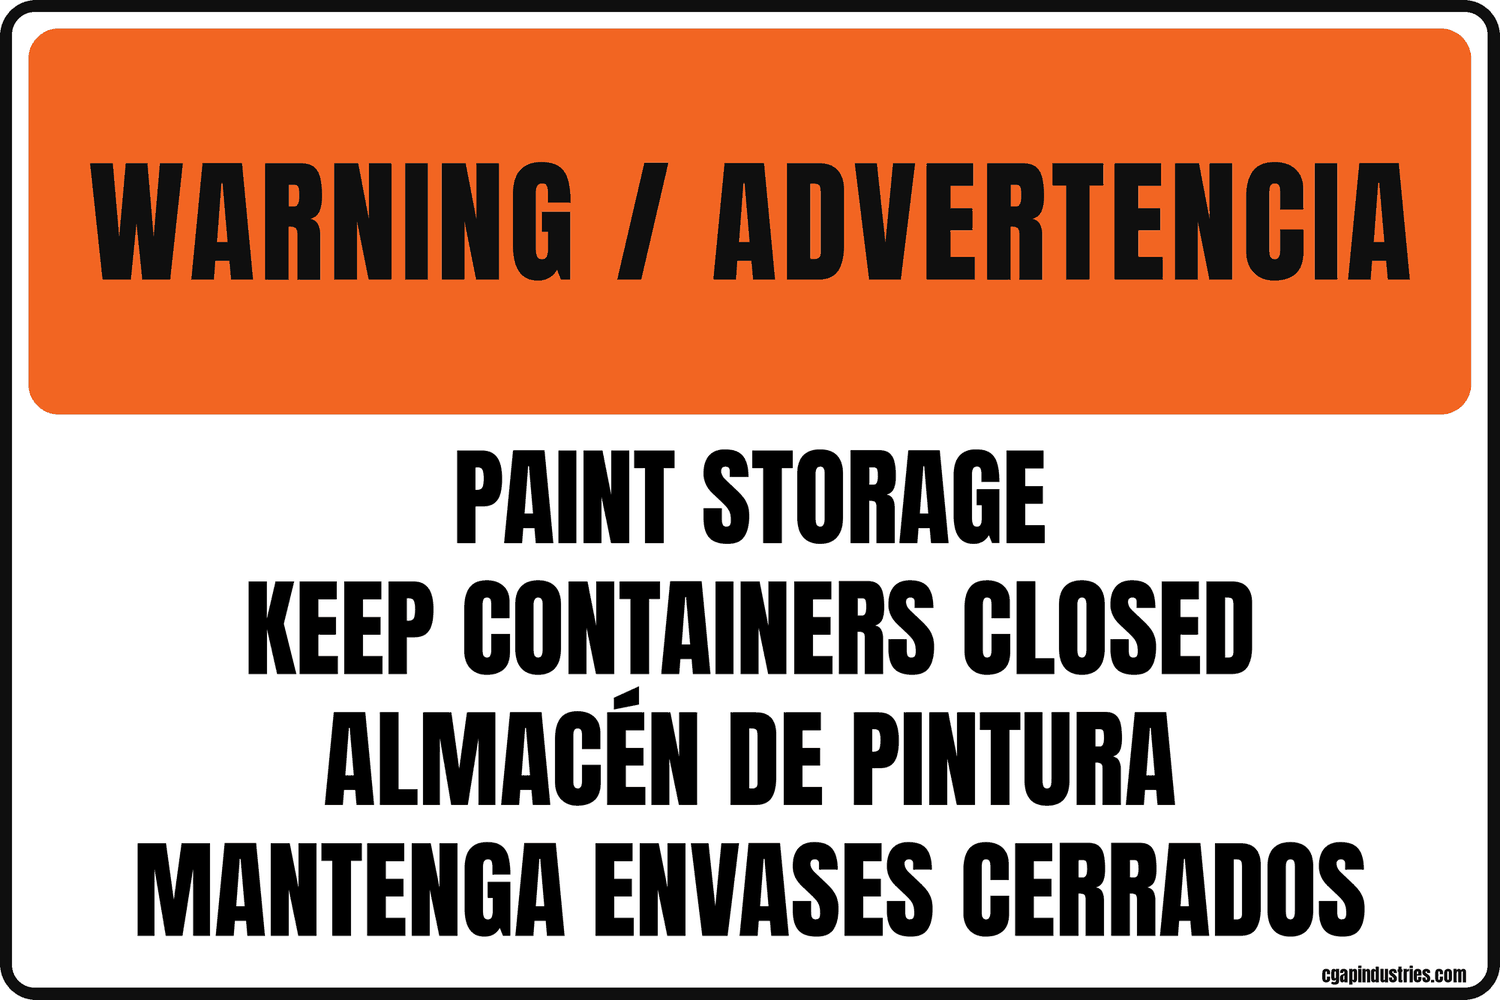 WARNING / ADVERTENCIA
PAINT STORAGE
KEEP CONTAINERS CLOSED
ALMACÉN DE PINTURA
MANTENGA ENVASES CERRADOS
cgapindustries.com